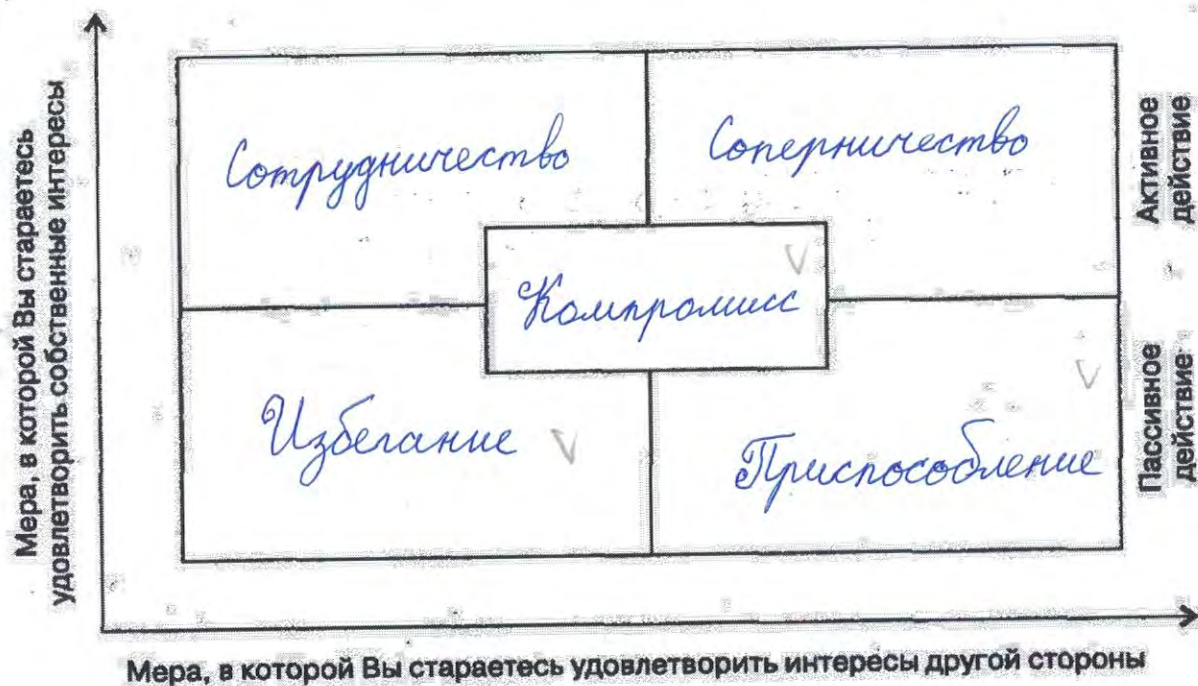 Мера, в которой Вы стараетесь
удовлетворить собственные интересы
Сотрудничество
Соперничество
Активное
действие
Компромисс
Избегание
Приспособление
Пассивное
действие
Мера, в которой Вы стараетесь удовлетворить интересы другой стороны